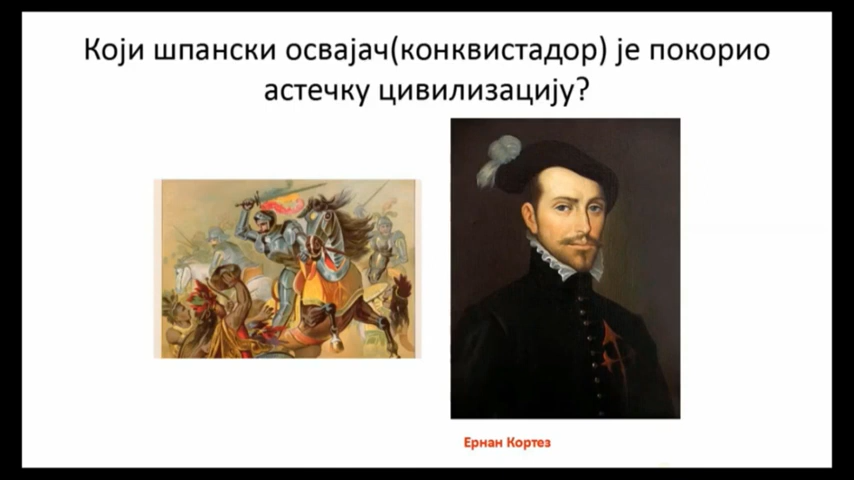 Који шпански освајач(конквистадор) је покорио
астечку цивилизацију?
Ернан Кортез